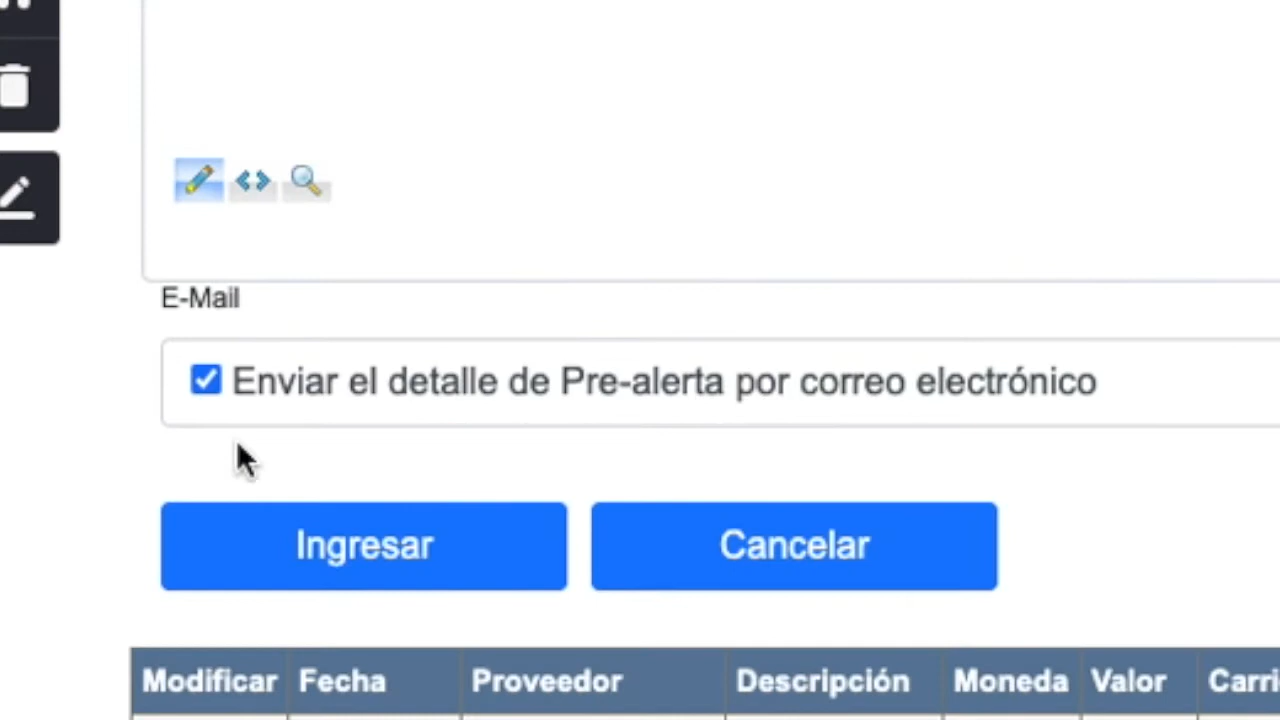 E-Mail
Enviar el detalle de Pre-alerta por correo electrónico
Ingresar Cancelar
Modificar Fecha Proveedor Descripción Moneda Valor